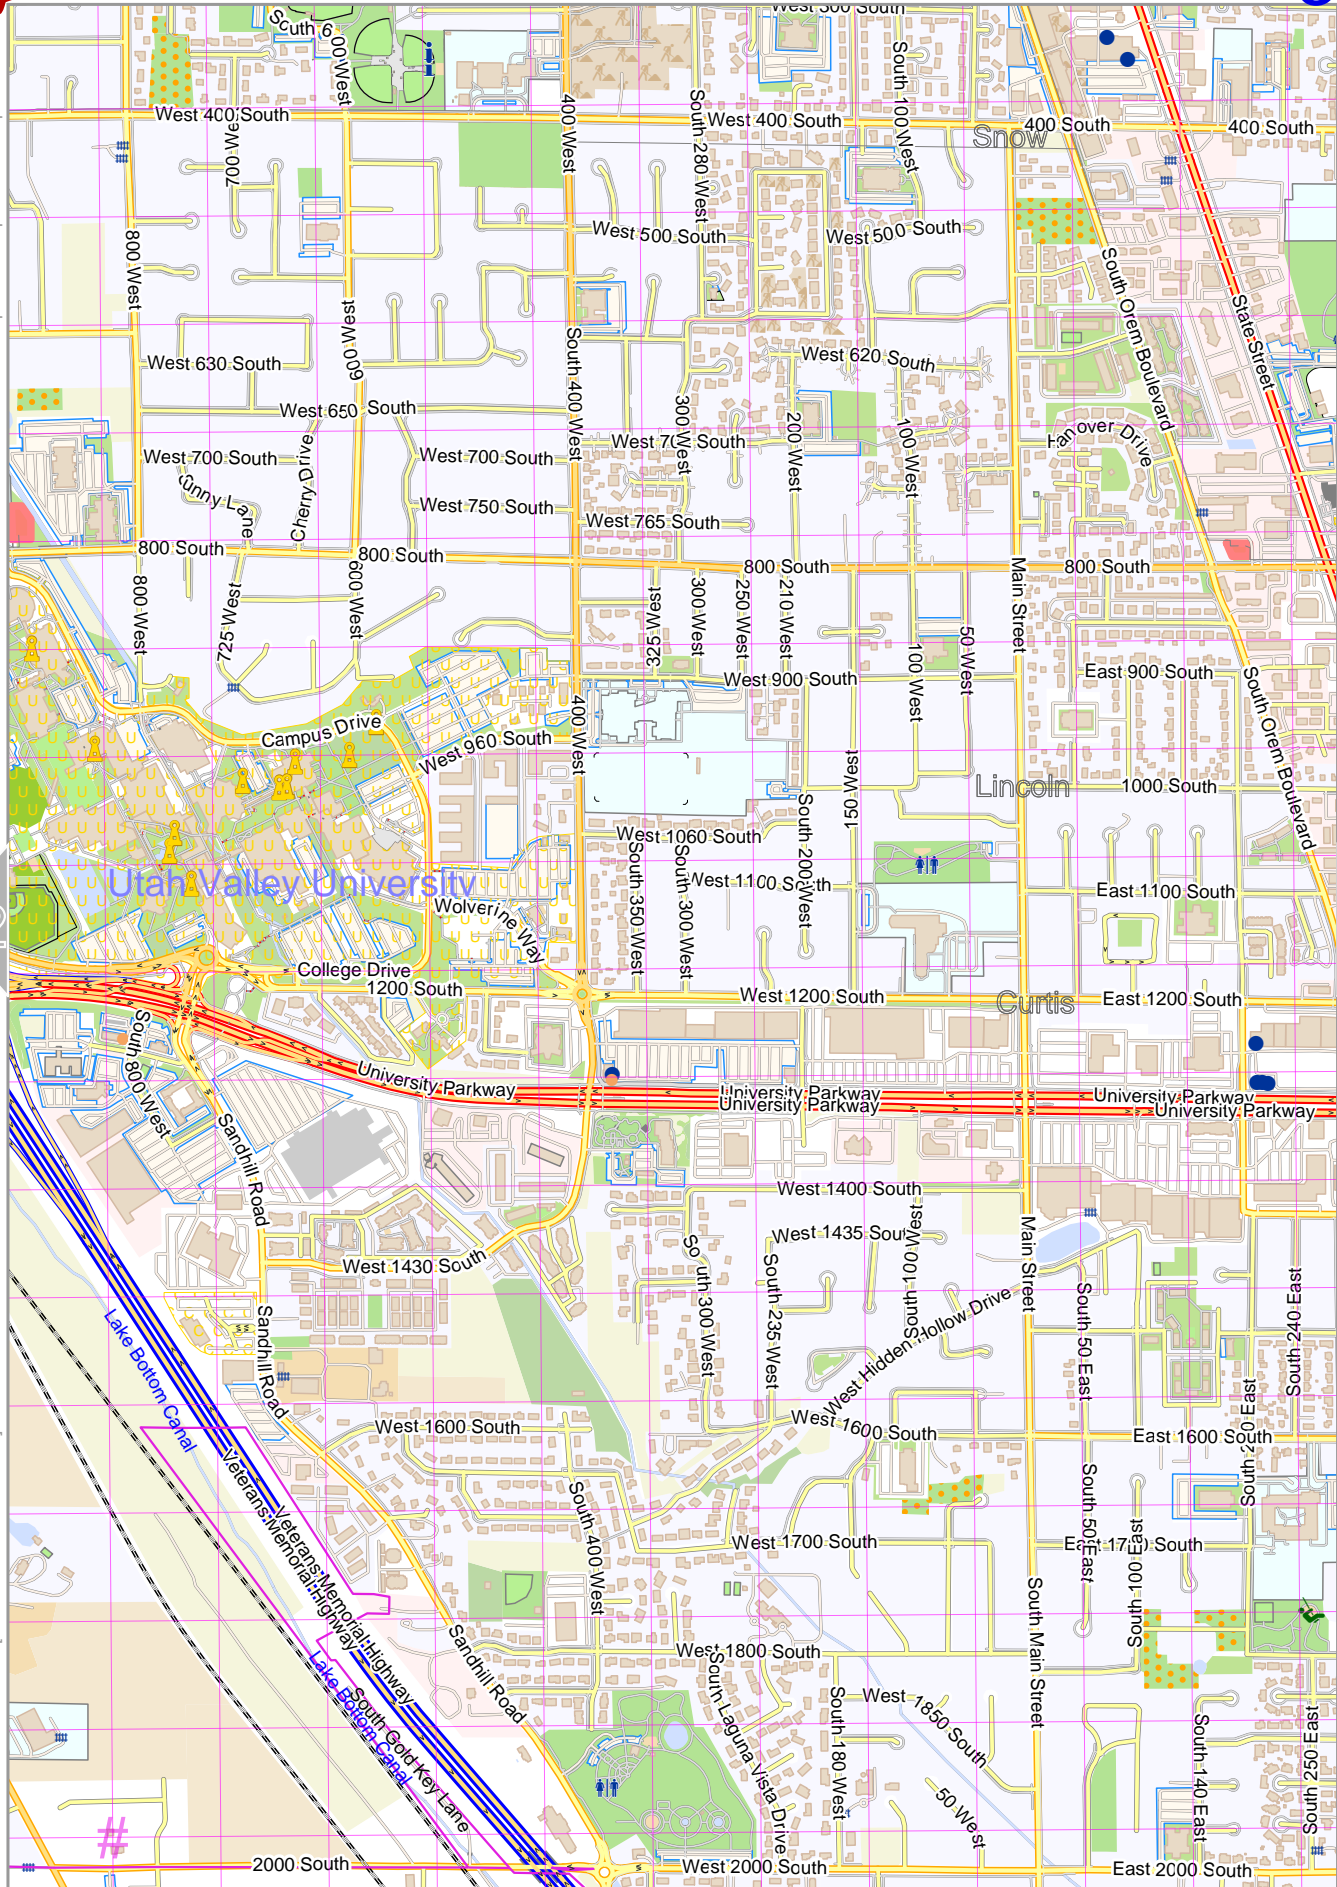 West 300 South
South 600 West
West 400 South
400 West
South 280 West
West 400 South
South 100 West
400 South
Snow
400 South
700 West
West 500 South
West 500 South
800 West
600 West
South Orem Boulevard
State Street
West 630 South
South 400 West
West 620 South
West 650 South
300 West
200 West
100 West
Hanover Drive
West 700 South
Cherry Drive
West 700 South
Sunny Lane
West 750 South
West 765 South
800 South
800 South
800 South
800 South
Main Street
800 West
725 West
600 West
325 West
300 West
250 West
210 West
100 West
50 West
West 900 South
East 900 South
South Orem Boulevard
Campus Drive
West 960 South
400 West
150 West
Lincoln
1000 South
West 1060 South
South 200 West
South 350 West
South 300 West
West 1100 South
East 1100 South
Utah Valley University
Wolverine Way
College Drive
1200 South
West 1200 South
Curtis
East 1200 South
South 800 West
University Parkway
University Parkway
University Parkway
University Parkway
University Parkway
Sandhill Road
West 1400 South
West 1435 South
South 100 West
Main Street
West 1430 South
South 300 West
South 235 West
West Hidden Hollow Drive
South 50 East
South 240 East
Lake Bottom Canal
Sandhill Road
West 1600 South
West 1600 South
East 1600 South
Veterans Memorial Highway
Veterans Memorial Highway
South 400 West
West 1700 South
South 50 East
South 100 East
South Main Street
Sandhill Road
West 1800 South
South Laguna Vista Drive
South 180 West
West 1850 South
50 West
South 140 East
South 250 East
Lake Bottom Canal
South Gold Key Lane
#
2000 South
West 2000 South
East 2000 South